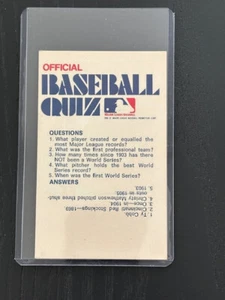 OFFICIAL
BASEBALL
QUIZ
QUESTIONS
1. What player created or equalled the
most Major League records?
2. What was the first professional team?
3. How many times since 1903 has there
NOT been a World Series?
4. What pitcher holds the best World
Series record?
5. When was the first World Series?
ANSWERS
1. Ty Cobb.
2. Cincinnati Red Stockings—1869.
3. Once—in 1904.
4. Christy Mathewson pitched three shut-
outs in 1905.
5. 1903.